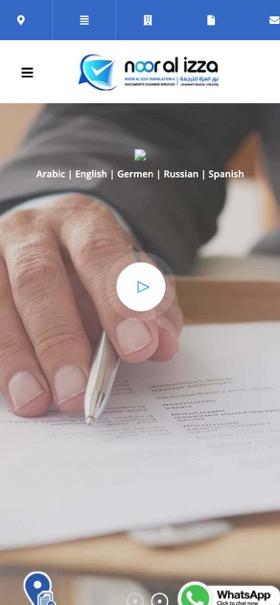 noor al izza
نور العزة للترجمة
NOOR AL IZZA TRANSLATION &
DOCUMENTS CLEARING SERVICES
Arabic | English | Germen | Russian | Spanish
WhatsApp
Click to chat now